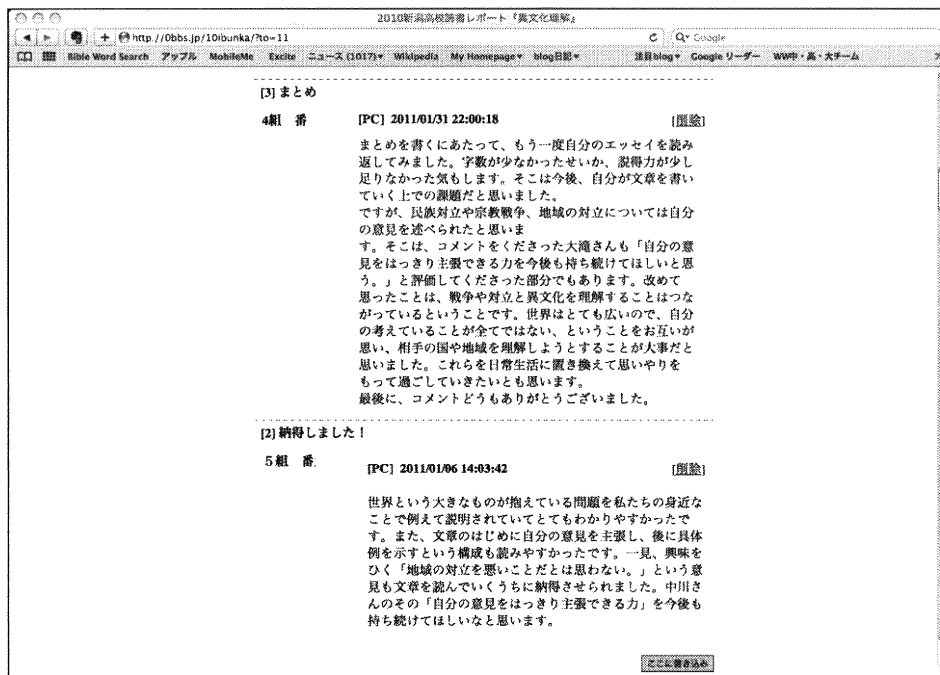 2010新潟高校読書レポート『異文化理解』
http://0bbs.jp/10ibunka/?to=11
Google
Bible Word Search アップル MobileMe Excite ニュース (1017)▾ Wikipedia My Homepage▾ blog日記▾ 注目blog▾ Google リーダー WW中・高・大チーム
[3] まとめ
4組 番 [PC] 2011/01/31 22:00:18 [削除]
まとめを書くにあたって、もう一度自分のエッセイを読み
返してみました。字数が少なかったせいか、説得力が少し
足りなかった気もします。そこは今後、自分が文章を書い
ていく上での課題だと思いました。
ですが、民族対立や宗教戦争、地域の対立については自分
の意見を述べられたと思いま
す。そこは、コメントをくださった大滝さんも「自分の意
見をはっきり主張できる力を今後も持ち続けてほしいと思
う。」と評価してくださった部分でもあります。改めて
思ったことは、戦争や対立と異文化を理解することはつな
がっているということです。世界はとても広いので、自分
の考えていることが全てではない、ということをお互いが
思い、相手の国や地域を理解しようとすることが大事だと
思いました。これらを日常生活に置き換えて思いやりを
もって過ごしていきたいとも思います。
最後に、コメントどうもありがとうございました。
[2] 納得しました！
5組 番 [PC] 2011/01/06 14:03:42 [削除]
世界という大きなものが抱えている問題を私たちの身近な
ことで例えて説明されていてとてもわかりやすかったで
す。また、文章のはじめに自分の意見を主張し、後に具体
例を示すという構成も読みやすかったです。一見、興味を
ひく「地域の対立を悪いことだとは思わない。」という意
見も文章を読んでいくうちに納得させられました。中川さ
んのその「自分の意見をはっきり主張できる力」を今後も
持ち続けてほしいなと思います。
ここに書き込み